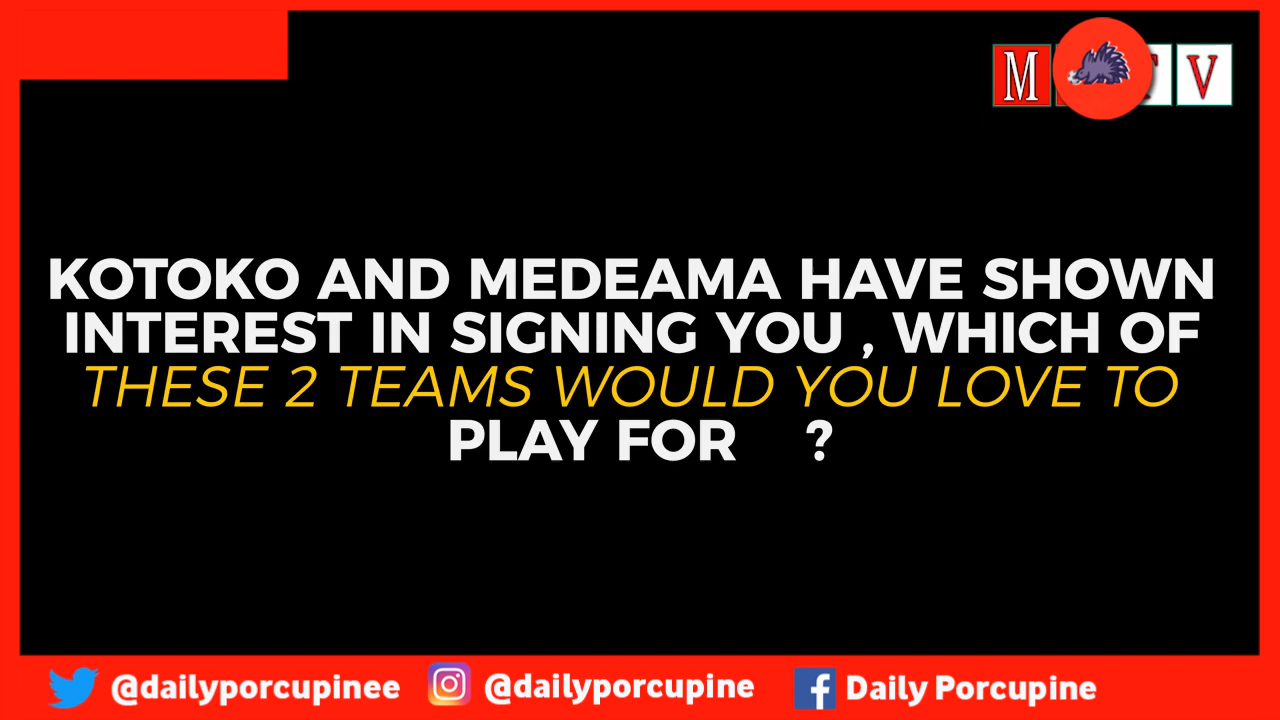 M V
KOTOKO AND MEDEAMA HAVE SHOWN
INTEREST IN SIGNING YOU , WHICH OF
THESE 2 TEAMS WOULD YOU LOVE TO
PLAY FOR ?
@dailyporcupinee @dailyporcupine Daily Porcupine